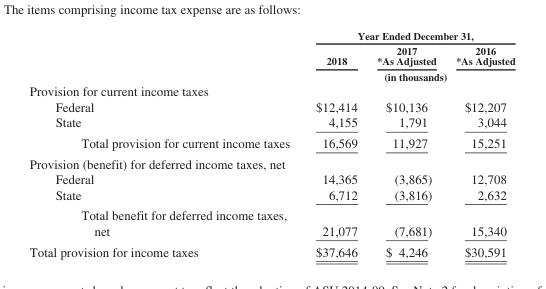 The items comprising income tax expense are as follows:
Year Ended December 31,
2018 2017 *As Adjusted 2016 *As Adjusted
(in thousands)
Provision for current income taxes
Federal $12,414 $10,136 $12,207
State 4,155 1,791 3,044
Total provision for current income taxes 16,569 11,927 15,251
Provision (benefit) for deferred income taxes, net
Federal 14,365 (3,865) 12,708
State 6,712 (3,816) 2,632
Total benefit for deferred income taxes,
net 21,077 (7,681) 15,340
Total provision for income taxes $37,646 $ 4,246 $30,591